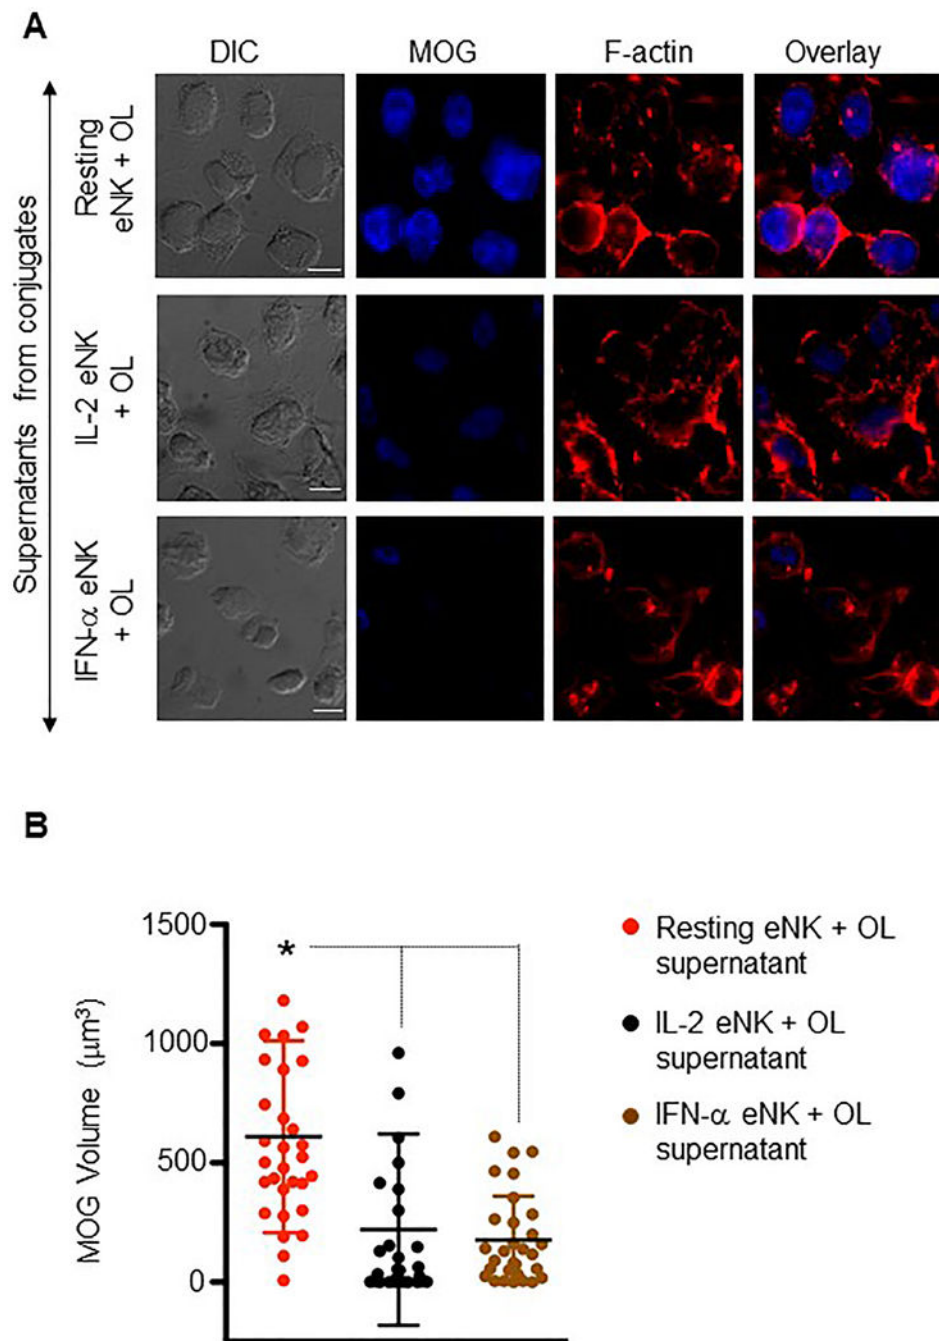 A
DIC MOG F-actin Overlay
Supernatants from conjugates
Resting
eNK + OL
IL-2 eNK
+ OL
IFN-α eNK
+ OL
B
MOG Volume (μm³)
1500
1000
500
0
*
Resting eNK + OL
supernatant
IL-2 eNK + OL
supernatant
IFN-α eNK + OL
supernatant